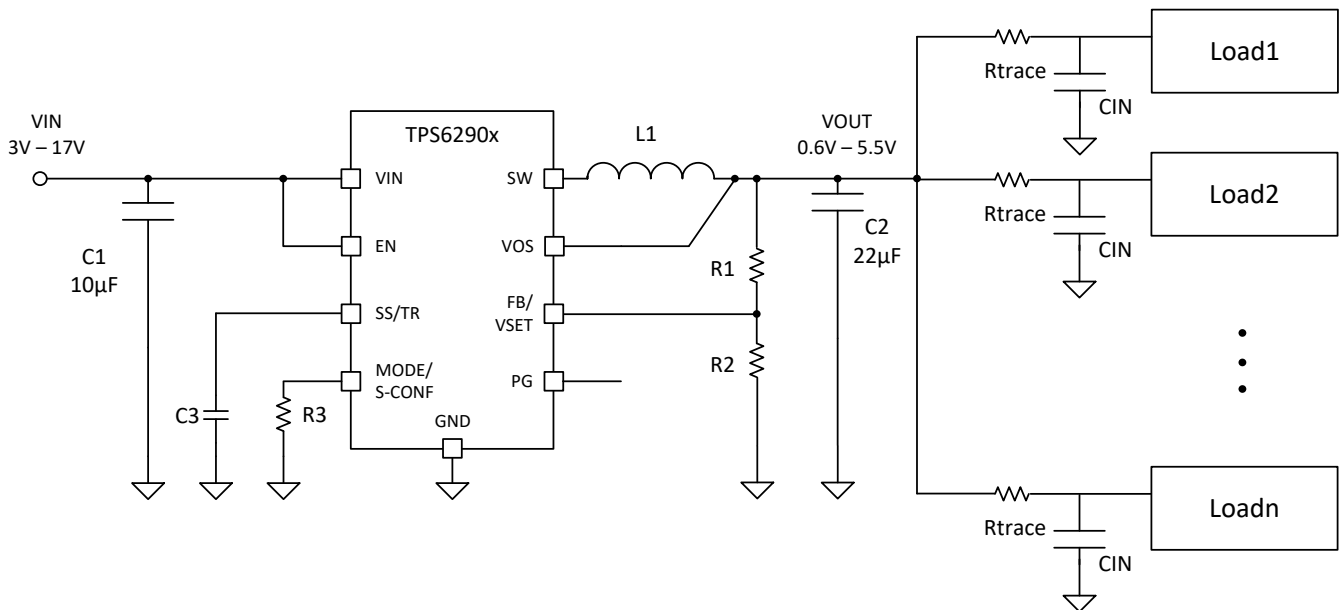 VIN
3V – 17V
C1
10µF
C3
R3
TPS6290x
VIN
EN
SS/TR
MODE/
S-CONF
GND
SW
VOS
FB/
VSET
PG
L1
R1
R2
VOUT
0.6V – 5.5V
C2
22µF
Rtrace
CIN
Load1
Rtrace
CIN
Load2
Rtrace
CIN
Loadn